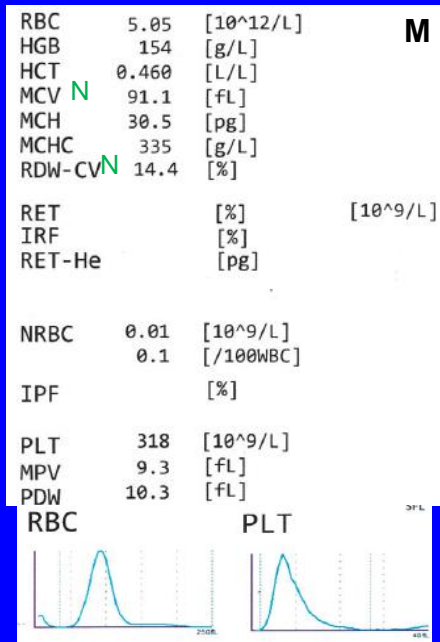 M
RBC 5.05 [10^12/L]
HGB 154 [g/L]
HCT 0.460 [L/L]
MCV N 91.1 [fL]
MCH 30.5 [pg]
MCHC 335 [g/L]
RDW-CV N 14.4 [%]
RET [%] [10^9/L]
IRF [%]
RET-He [pg]
NRBC 0.01 [10^9/L]
0.1 [/100WBC]
IPF [%]
PLT 318 [10^9/L]
MPV 9.3 [fL]
PDW 10.3 [fL]
RBC PLT
250fL